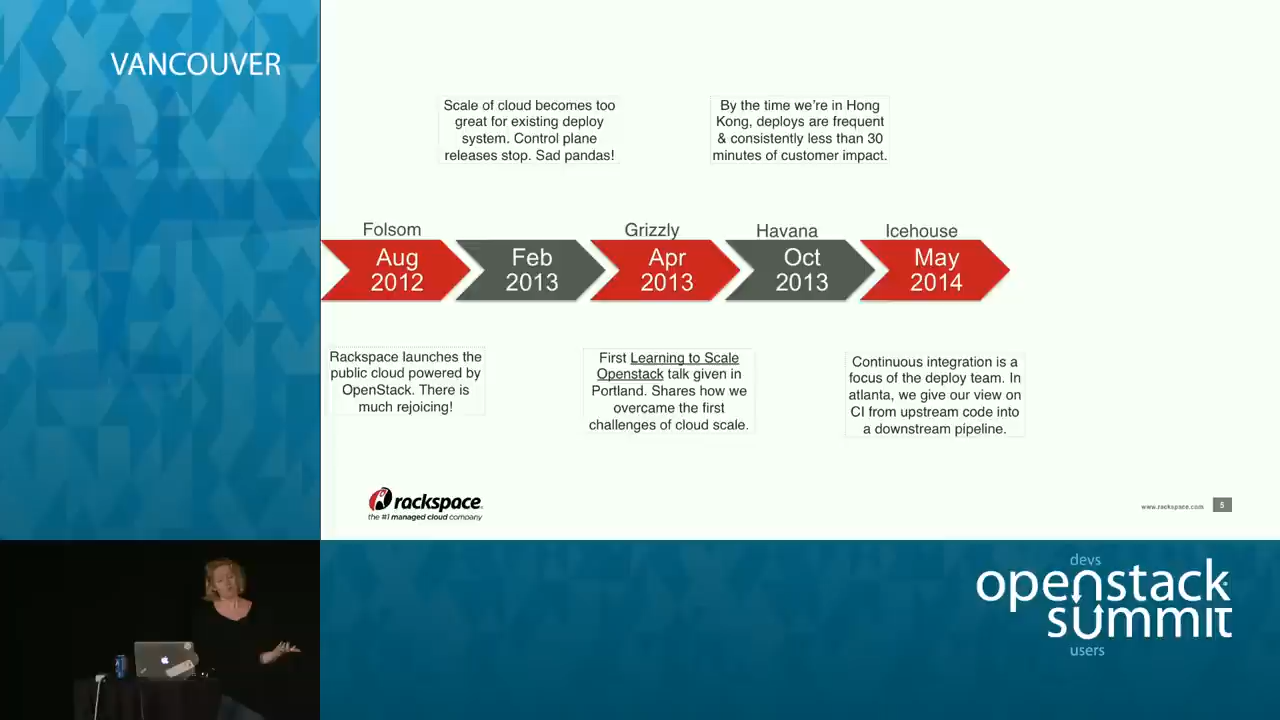 VANCOUVER
Scale of cloud becomes too
great for existing deploy
system. Control plane
releases stop. Sad pandas!
By the time we're in Hong
Kong, deploys are frequent
& consistently less than 30
minutes of customer impact.
Folsom
Grizzly
Havana
Icehouse
Aug
2012
Feb
2013
Apr
2013
Oct
2013
May
2014
Rackspace launches the
public cloud powered by
OpenStack. There is
much rejoicing!
First Learning to Scale
Openstack talk given in
Portland. Shares how we
overcame the first
challenges of cloud scale.
Continuous integration is a
focus of the deploy team. In
atlanta, we give our view on
CI from upstream code into
a downstream pipeline.
rackspace
the #1 managed cloud company
www.rackspace.com
5
devs
openstack
summit
users